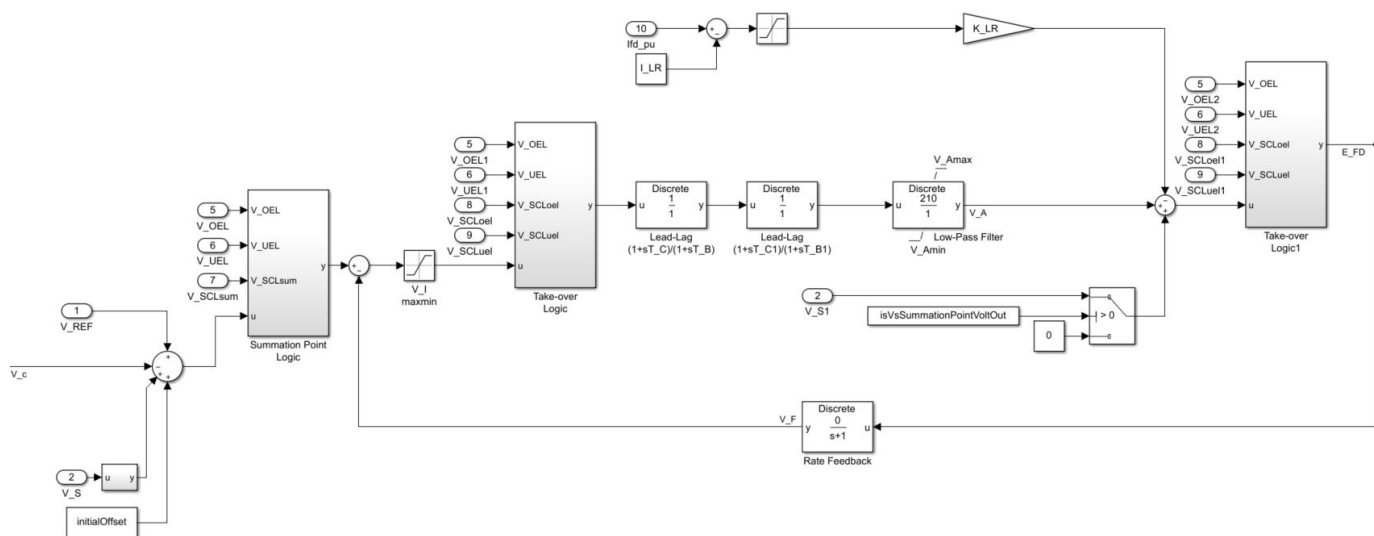 10
Ifd_pu
+
−
I_LR
K_LR
5
V_OEL2
6
V_UEL2
8
V_SCLoel1
9
V_SCLuel1
V_OEL
V_UEL
V_SCLoel
V_SCLuel
u
y
E_FD
Take-over
Logic1
5
V_OEL1
6
V_UEL1
8
V_SCLoel
9
V_SCLuel
V_OEL
V_UEL
V_SCLoel
V_SCLuel
u
y
Take-over
Logic
Discrete
u
1
1
y
Lead-Lag
(1+sT_C)/(1+sT_B)
Discrete
u
1
1
y
Lead-Lag
(1+sT_C1)/(1+sT_B1)
V_Amax
Discrete
u
210
1
y
V_A
Low-Pass Filter
V_Amin
−
+
+
5
V_OEL
6
V_UEL
7
V_SCLsum
V_OEL
V_UEL
V_SCLsum
u
y
Summation Point
Logic
+
−
V_I
maxmin
1
V_REF
V_c
+
−
+
+
2
V_S
u
y
initialOffset
2
V_S1
isVsSummationPointVoltOut
0
> 0
V_F
Discrete
y
0
s+1
u
Rate Feedback